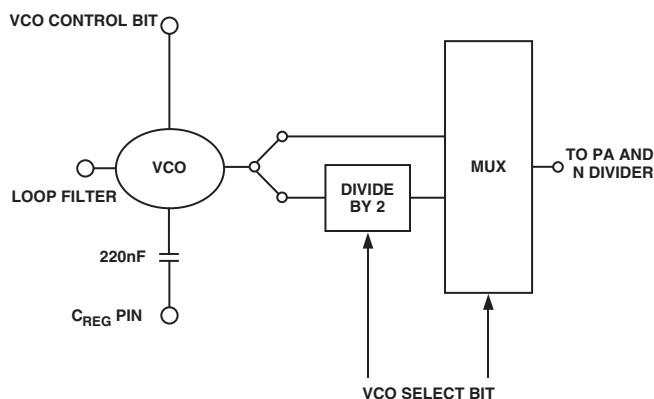 VCO CONTROL BIT
LOOP FILTER
VCO
220nF
CREG PIN
DIVIDE
BY 2
MUX
TO PA AND
N DIVIDER
VCO SELECT BIT